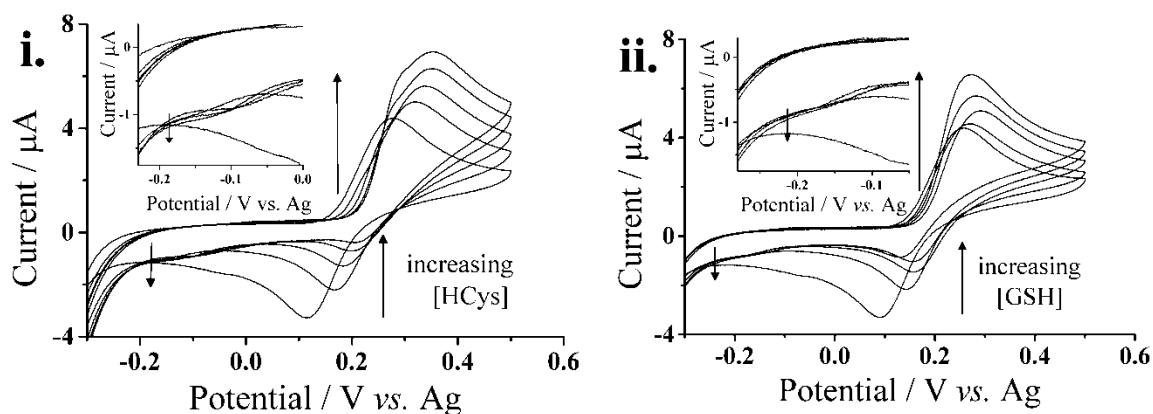 i.
8
4
0
-4
Current / µA
-0.2
0.0
0.2
0.4
0.6
Potential / V vs. Ag
increasing
[HCys]
0
-1
Current / µA
-0.2
-0.1
0.0
Potential / V vs. Ag
ii.
8
4
0
-4
Current / µA
-0.2
0.0
0.2
0.4
0.6
Potential / V vs. Ag
increasing
[GSH]
0
-1
Current / µA
-0.2
-0.1
Potential / V vs. Ag